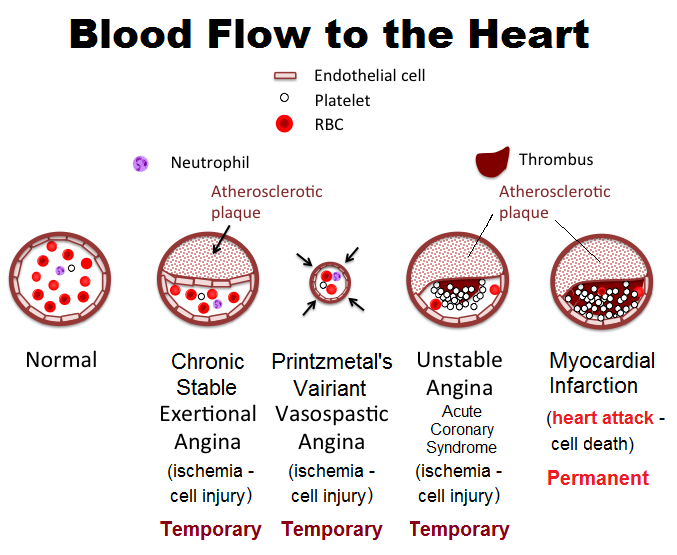 Blood Flow to the Heart
Endothelial cell
Platelet
RBC
Neutrophil
Thrombus
Atherosclerotic
plaque
Atherosclerotic
plaque
Normal
Chronic
Stable
Exertional
Angina
(ischemia -
cell injury)
Temporary
Printzmetal's
Vairiant
Vasospastic
Angina
(ischemia -
cell injury)
Temporary
Unstable
Angina
Acute
Coronary
Syndrome
(ischemia -
cell injury)
Temporary
Myocardial
Infarction
(heart attack -
cell death)
Permanent